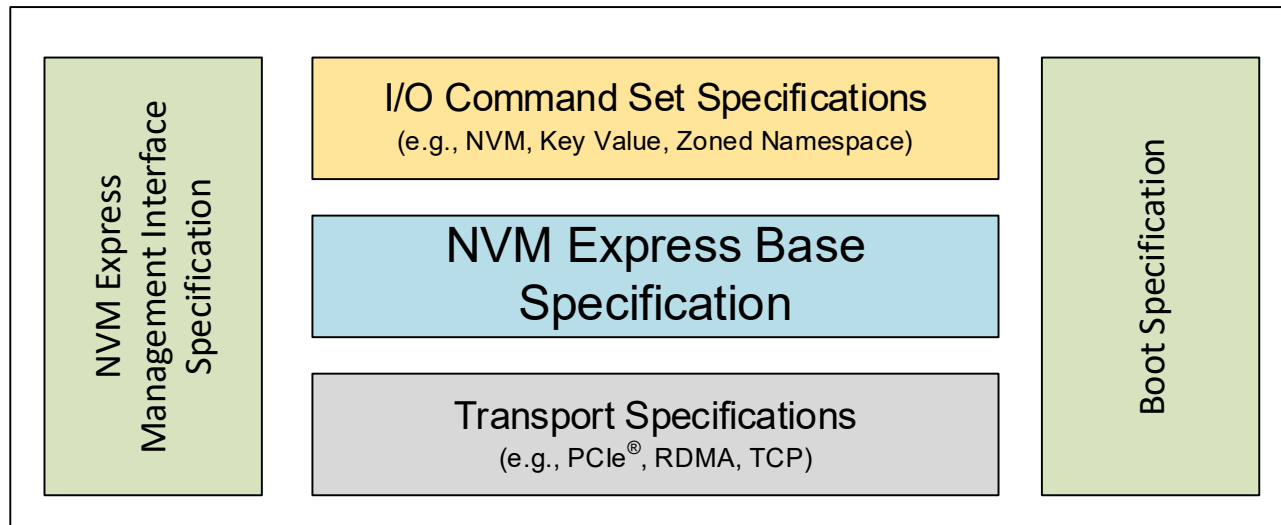 NVM Express
Management Interface
Specification
I/O Command Set Specifications
(e.g., NVM, Key Value, Zoned Namespace)
NVM Express Base
Specification
Transport Specifications
(e.g., PCIe®, RDMA, TCP)
Boot Specification